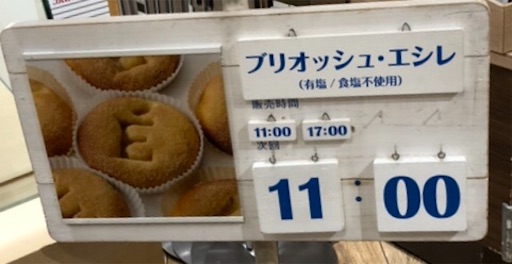 ブリオッシュ・エシレ
(有塩/食塩不使用)
販売時間
11:00 17:00
次回
11:00